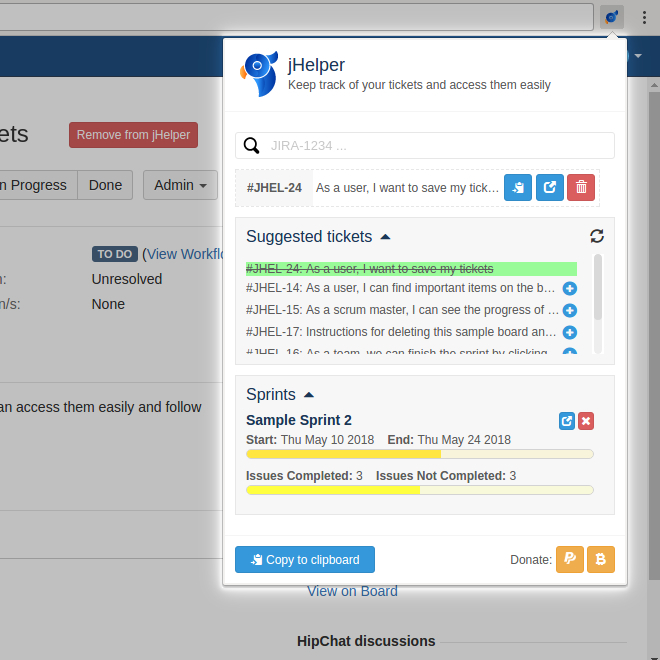 jHelper
Keep track of your tickets and access them easily
ets
Remove from jHelper
JIRA-1234 ...
n Progress
Done
Admin
#JHEL-24
As a user, I want to save my tick...
Suggested tickets
TO DO
(View Workflo
#JHEL-24: As a user, I want to save my tickets
n:
Unresolved
#JHEL-14: As a user, I can find important items on the b...
n/s:
None
#JHEL-15: As a scrum master, I can see the progress of ...
#JHEL-17: Instructions for deleting this sample board an...
#JHEL-16: As a team, we can finish the sprint by clicking
Sprints
an access them easily and follow
Sample Sprint 2
Start: Thu May 10 2018 End: Thu May 24 2018
Issues Completed: 3 Issues Not Completed: 3
Copy to clipboard
Donate:
View on Board
HipChat discussions